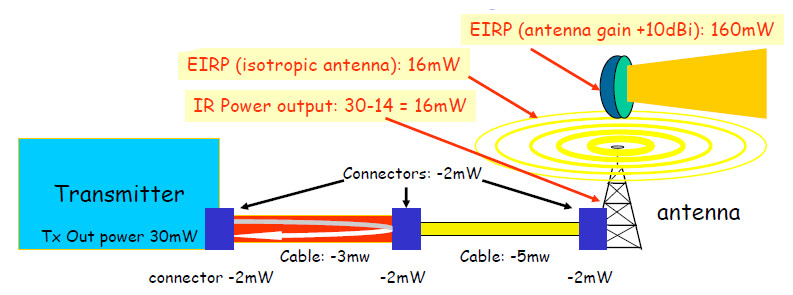 EIRP (antenna gain +10dBi): 160mW
EIRP (isotropic antenna): 16mW
IR Power output: 30-14 = 16mW
Connectors: -2mW
Transmitter
antenna
Tx Out power 30mW
Cable: -3mw
Cable: -5mw
connector -2mW
-2mW
-2mW